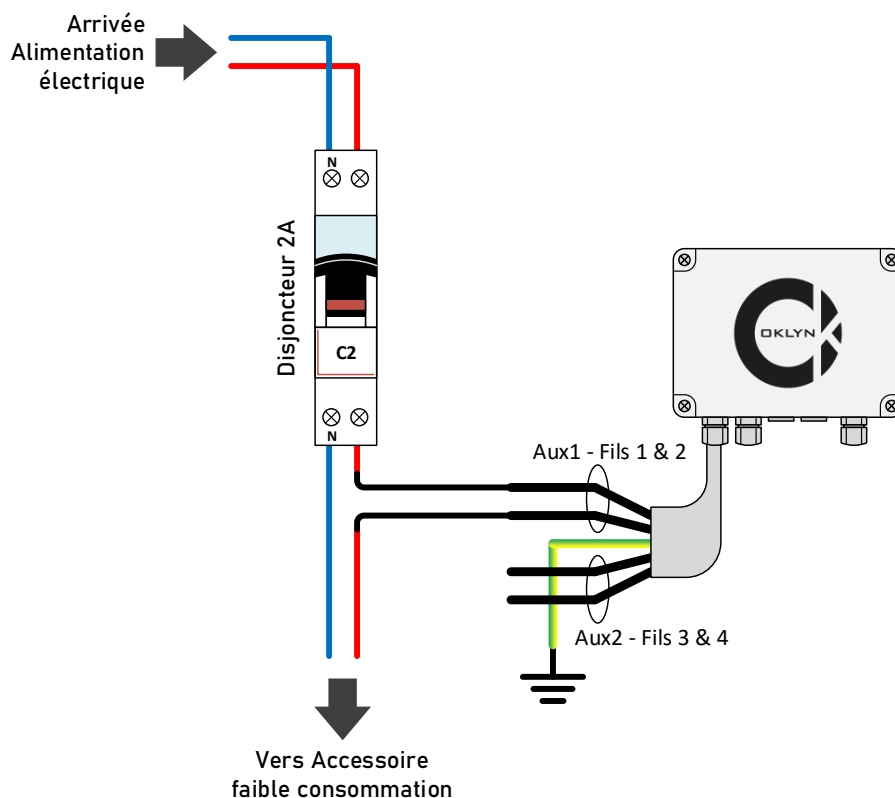 Arrivée
Alimentation
électrique
N
Disjoncteur 2A
C2
N
OKLYN
Aux1 - Fils 1 & 2
Aux2 - Fils 3 & 4
Vers Accessoire
faible consommation